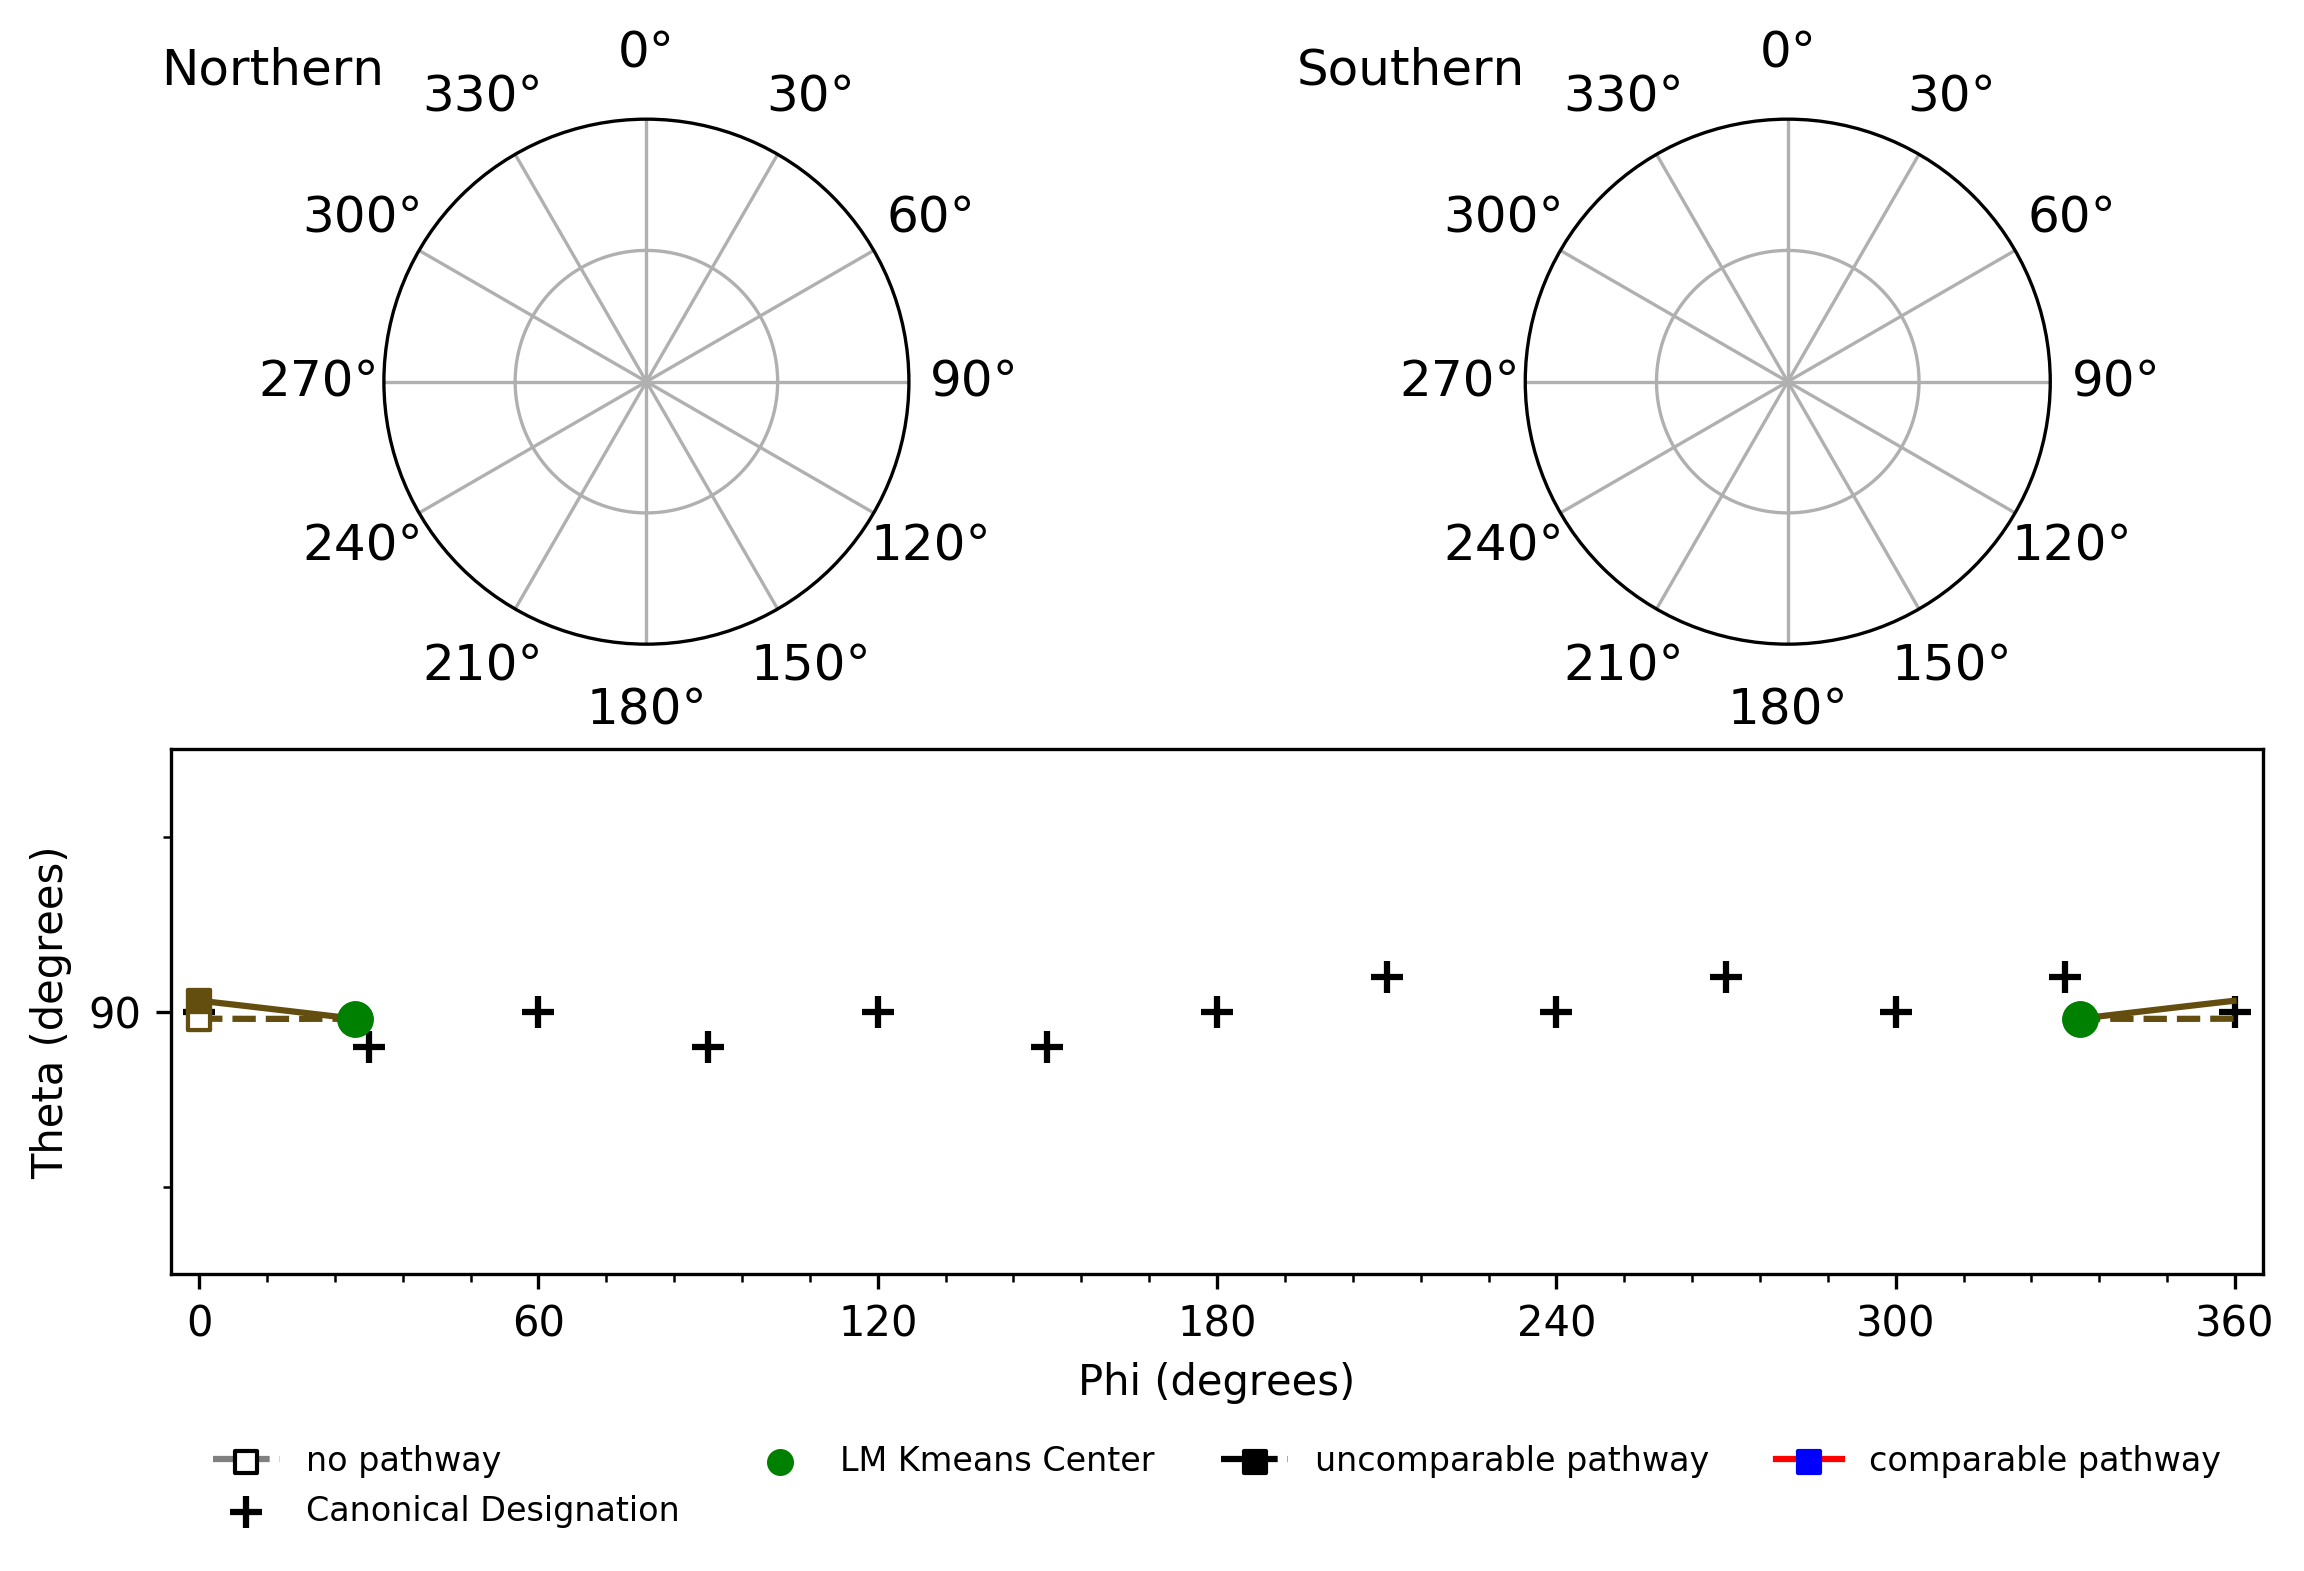 Northern
0°
330°
30°
300°
60°
270°
90°
240°
120°
210°
150°
180°
Southern
0°
330°
30°
300°
60°
270°
90°
240°
120°
210°
150°
180°
Theta (degrees)
90
0 60 120 180 240 300 360
Phi (degrees)
no pathway
Canonical Designation
LM Kmeans Center
uncomparable pathway
comparable pathway